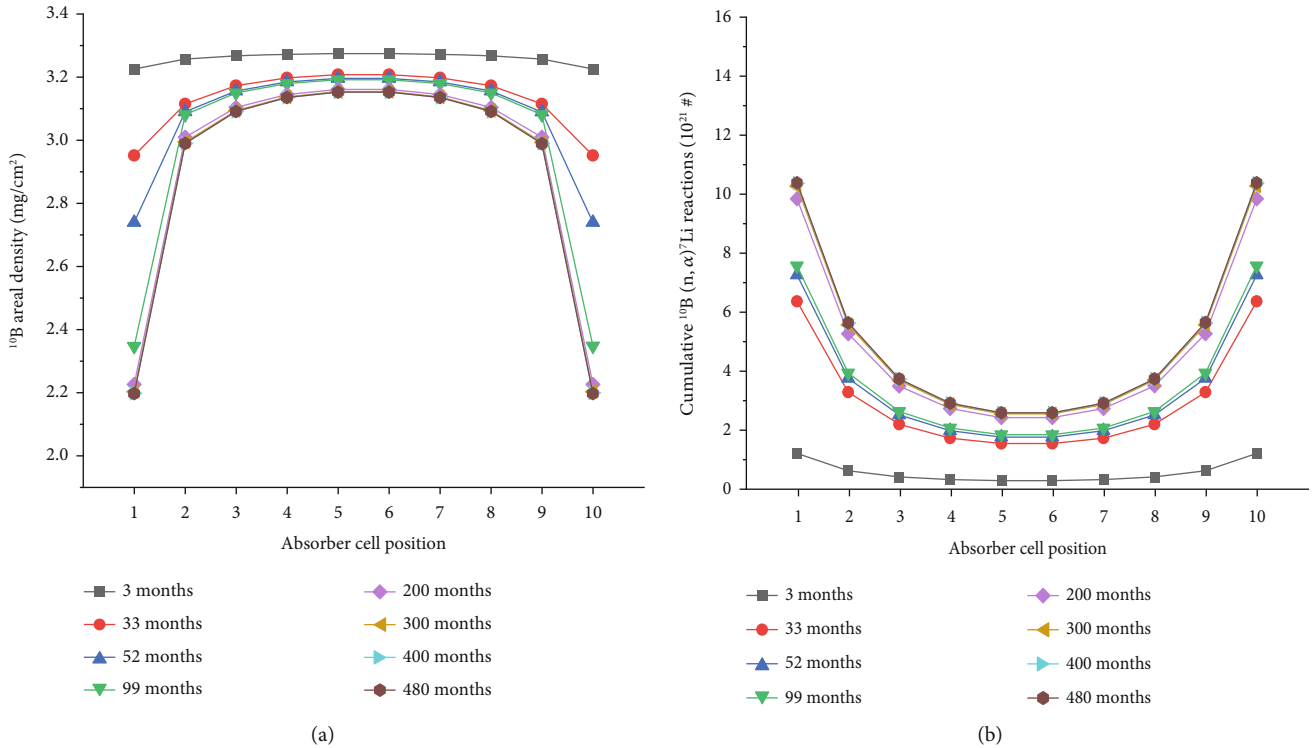 3.4
3.2
3.0
2.8
2.6
2.4
2.2
2.0
¹⁰B areal density (mg/cm²)
1 2 3 4 5 6 7 8 9 10
Absorber cell position
3 months
33 months
52 months
99 months
200 months
300 months
400 months
480 months
(a)
16
14
12
10
8
6
4
2
0
Cumulative ¹⁰B (n, α)⁷Li reactions (10²¹ #)
1 2 3 4 5 6 7 8 9 10
Absorber cell position
3 months
33 months
52 months
99 months
200 months
300 months
400 months
480 months
(b)